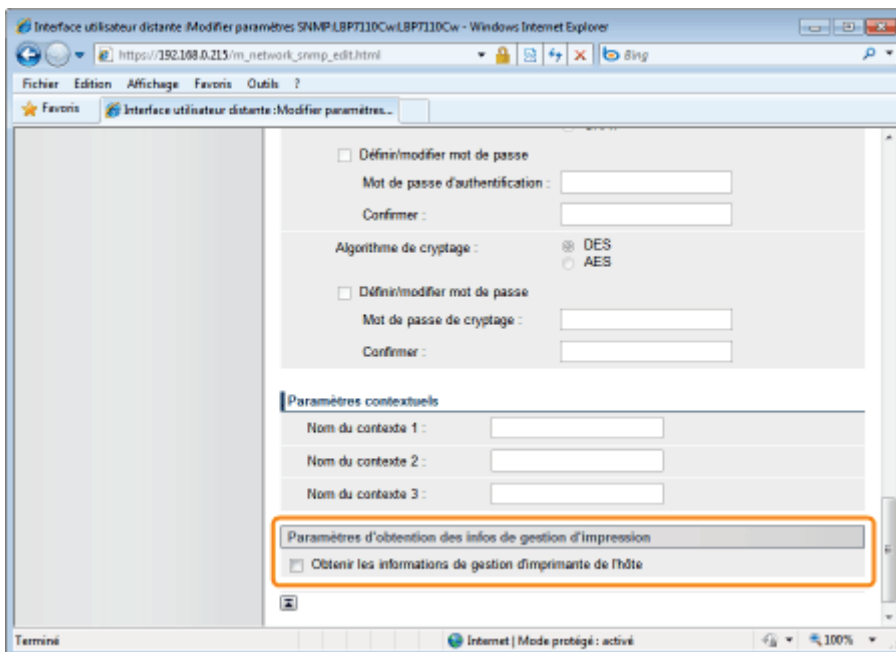 Interface utilisateur distante :Modifier paramètres SNMP:LBP7110Cw:LBP7110Cw - Windows Internet Explorer
https://192.168.0.215/m_network_snmp_edit.html
Bing
Fichier Edition Affichage Favoris Outils ?
Favoris
Interface utilisateur distante :Modifier paramètres...
Définir/modifier mot de passe
Mot de passe d'authentification :
Confirmer :
Algorithme de cryptage :
DES
AES
Définir/modifier mot de passe
Mot de passe de cryptage :
Confirmer :
Paramètres contextuels
Nom du contexte 1 :
Nom du contexte 2 :
Nom du contexte 3 :
Paramètres d'obtention des infos de gestion d'impression
Obtenir les informations de gestion d'imprimante de l'hôte
Terminé
Internet | Mode protégé : activé
100%